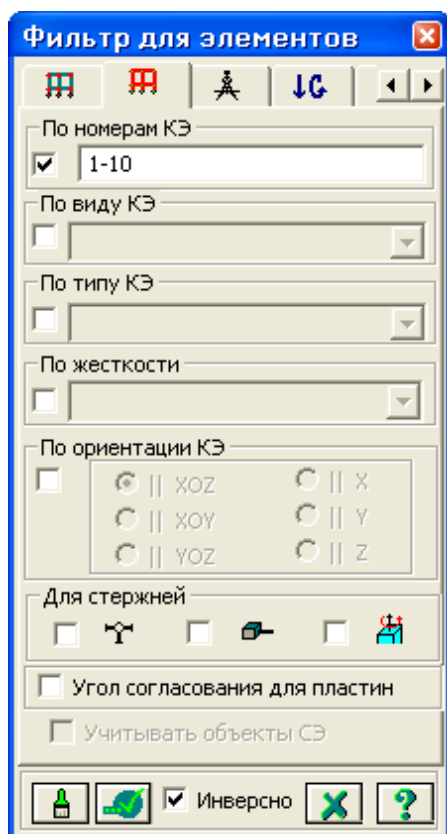 Фильтр для элементов
По номерам КЭ
1-10
По виду КЭ
По типу КЭ
По жесткости
По ориентации КЭ
|| XOZ || X
|| XOY || Y
|| YOZ || Z
Для стержней
Угол согласования для пластин
Учитывать объекты СЭ
Инверсно